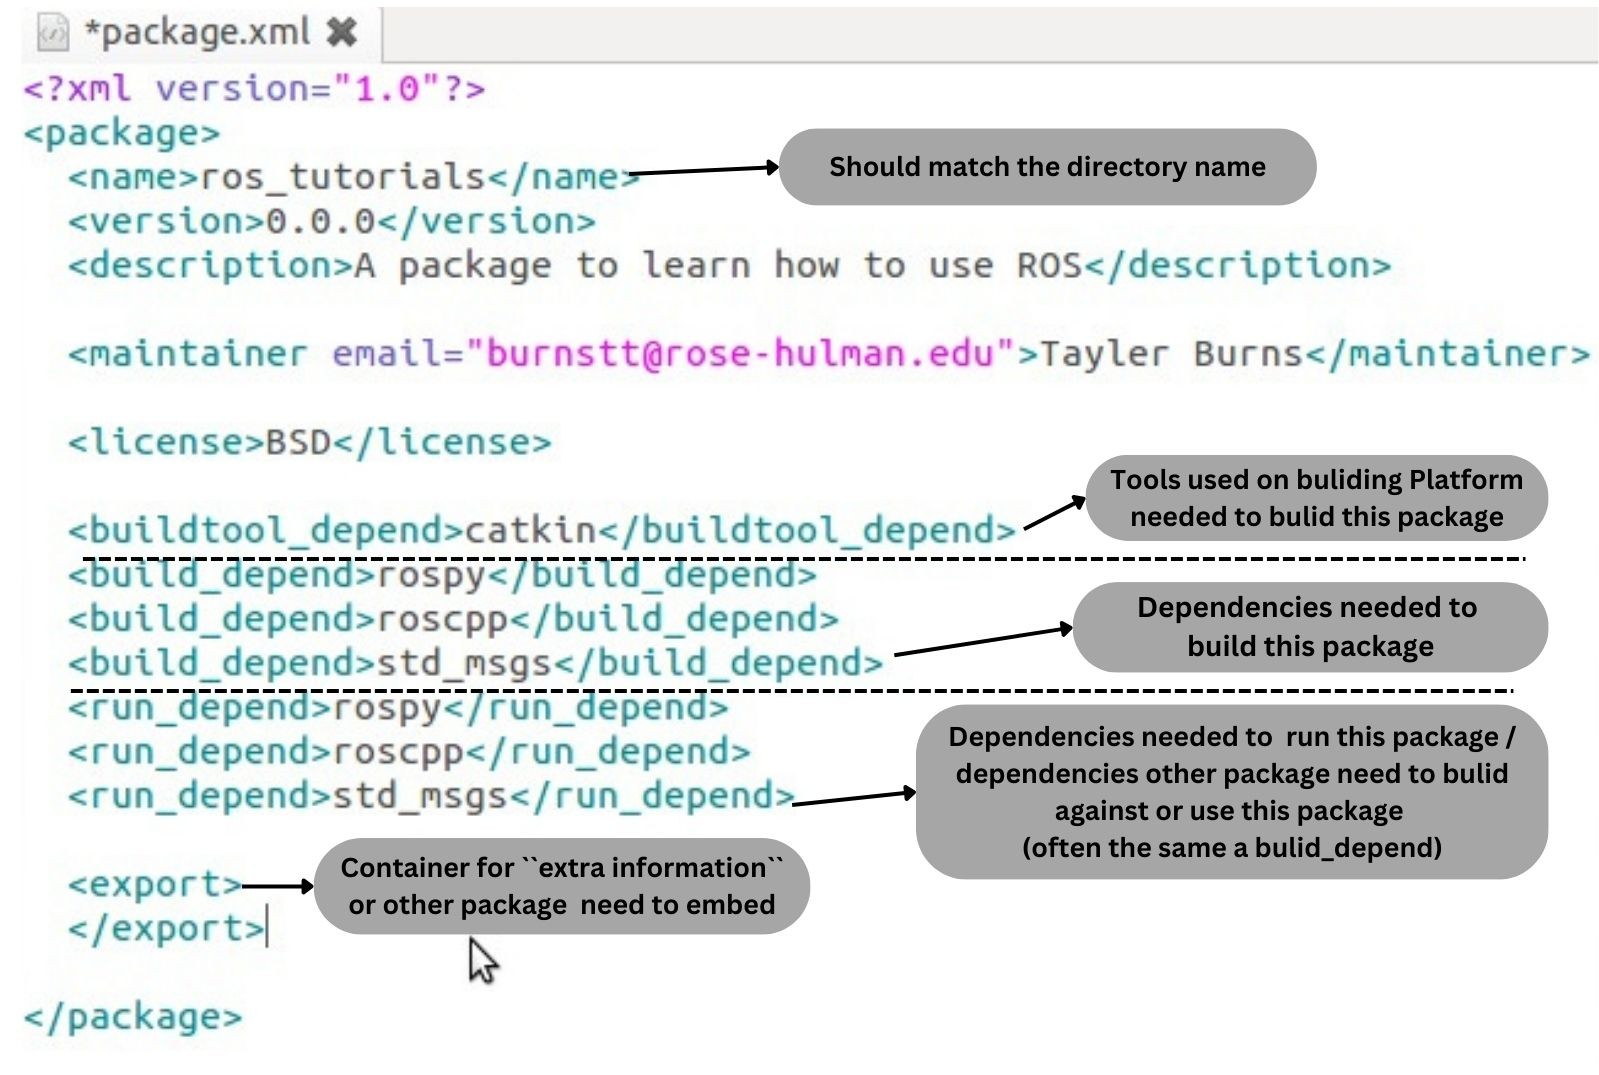 *package.xml
<?xml version="1.0"?>
<package>
<name>ros_tutorials</name>
Should match the directory name
<version>0.0.0</version>
<description>A package to learn how to use ROS</description>
<maintainer email="burnstt@rose-hulman.edu">Tayler Burns</maintainer>
<license>BSD</license>
<buildtool_depend>catkin</buildtool_depend>
Tools used on buliding Platform
needed to bulid this package
<build_depend>rospy</build_depend>
<build_depend>roscpp</build_depend>
<build_depend>std_msgs</build_depend>
Dependencies needed to
build this package
<run_depend>rospy</run_depend>
<run_depend>roscpp</run_depend>
<run_depend>std_msgs</run_depend>
Dependencies needed to run this package /
dependencies other package need to bulid
against or use this package
(often the same a bulid_depend)
<export>
Container for ``extra information``
or other package need to embed
</export>
</package>